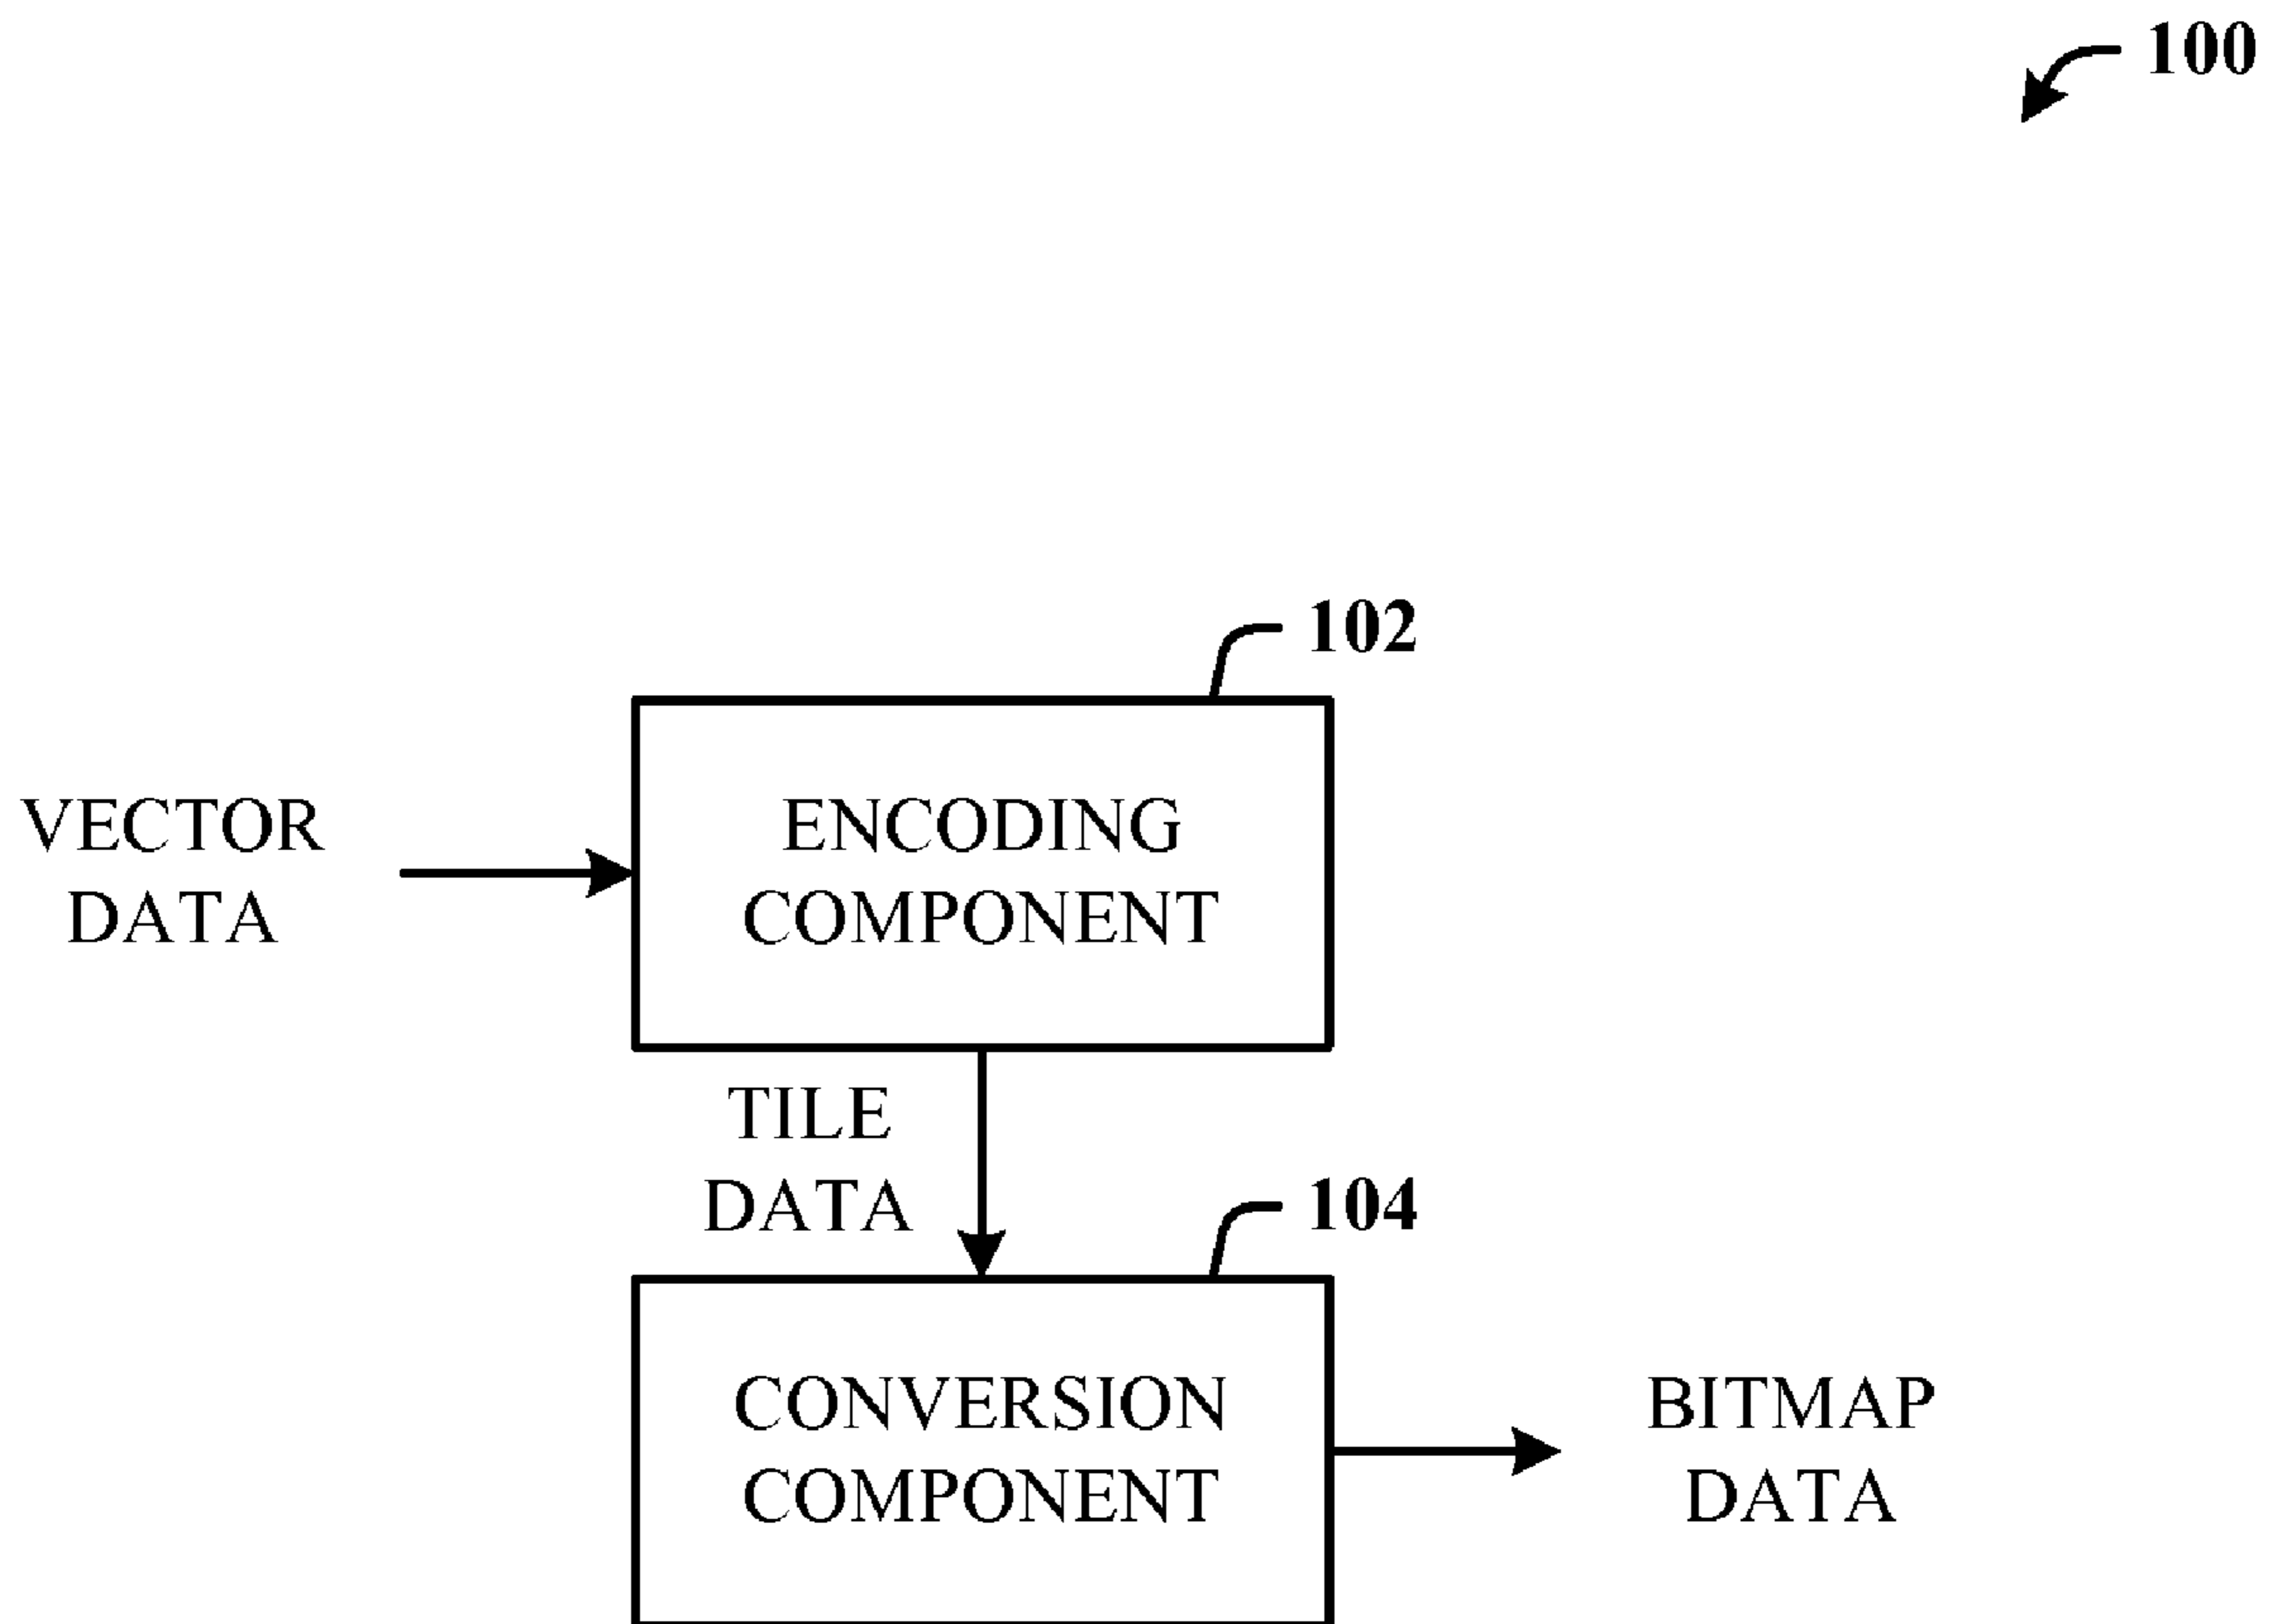 100
102
VECTOR
DATA
ENCODING
COMPONENT
TILE
DATA
104
CONVERSION
COMPONENT
BITMAP
DATA